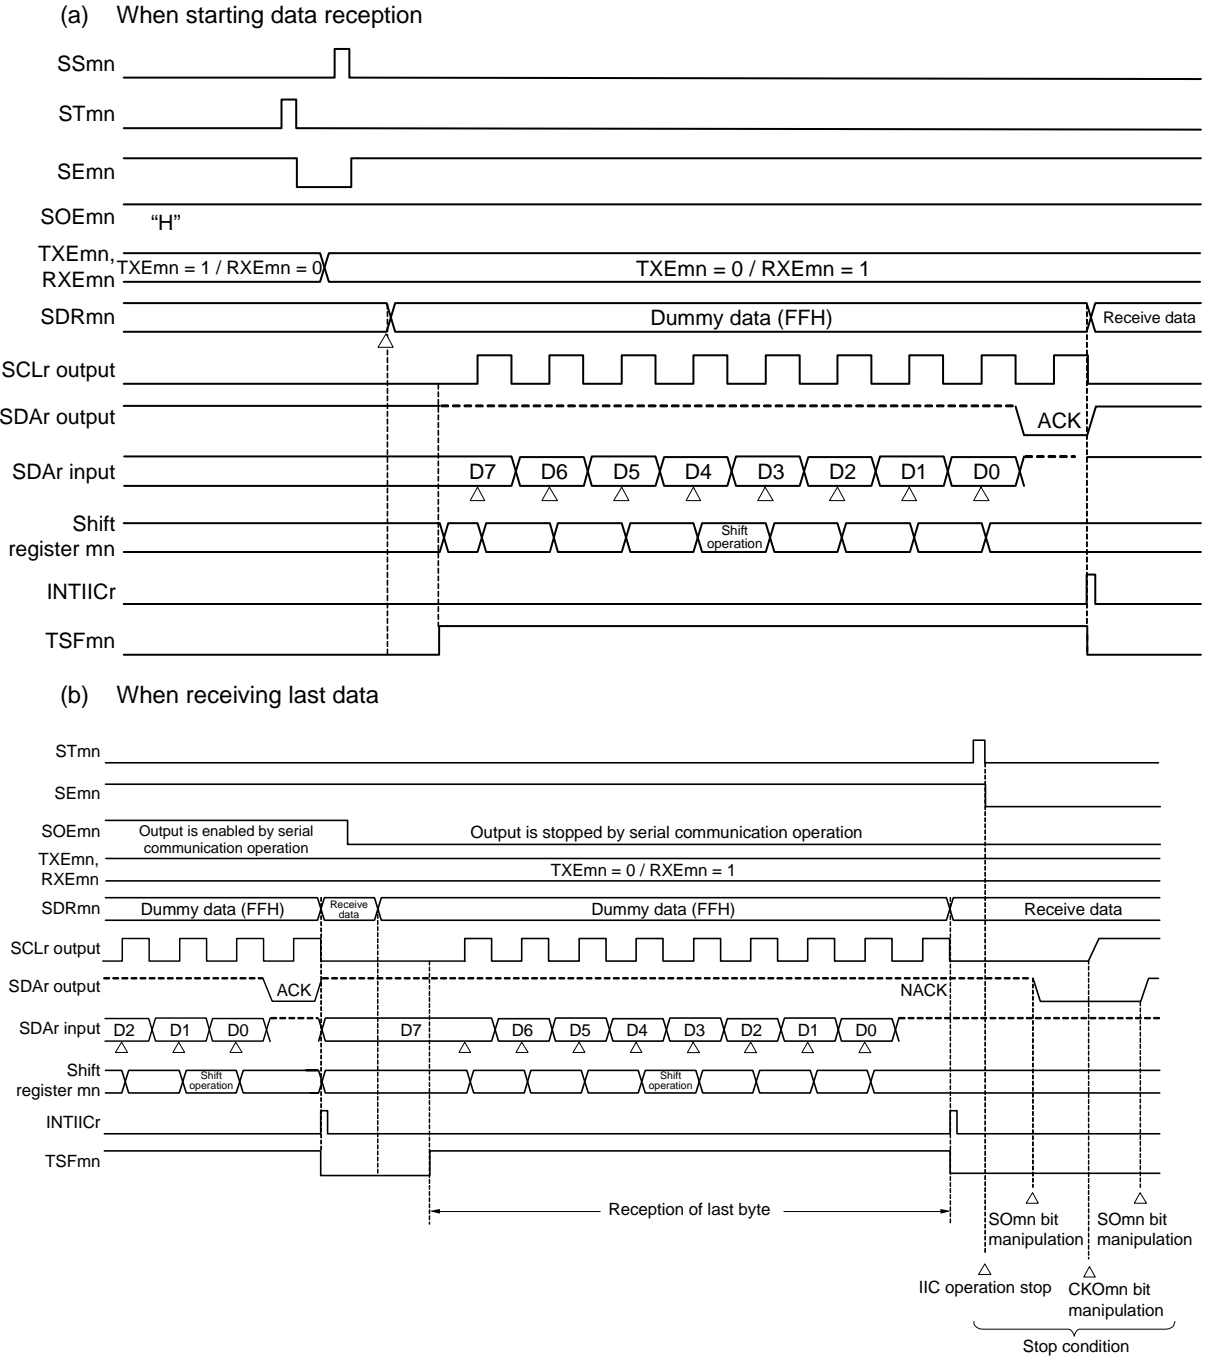 (a) When starting data reception
SSmn
STmn
SEmn
SOEmn “H”
TXEmn,
RXEmn TXEmn = 1 / RXEmn = 0 TXEmn = 0 / RXEmn = 1
SDRmn Dummy data (FFH) Receive data
SCLr output
SDAr output ACK
SDAr input D7 D6 D5 D4 D3 D2 D1 D0
Shift
register mn
Shift
operation
INTIICr
TSFmn
(b) When receiving last data
STmn
SEmn
SOEmn Output is enabled by serial
communication operation
Output is stopped by serial communication operation
TXEmn,
RXEmn
TXEmn = 0 / RXEmn = 1
SDRmn Dummy data (FFH) Receive
data
Dummy data (FFH) Receive data
SCLr output
SDAr output ACK NACK
SDAr input D2 D1 D0 D7 D6 D5 D4 D3 D2 D1 D0
Shift
register mn
Shift
operation
Shift
operation
INTIICr
TSFmn
Reception of last byte
SOmn bit
manipulation
SOmn bit
manipulation
IIC operation stop
CKOmn bit
manipulation
Stop condition